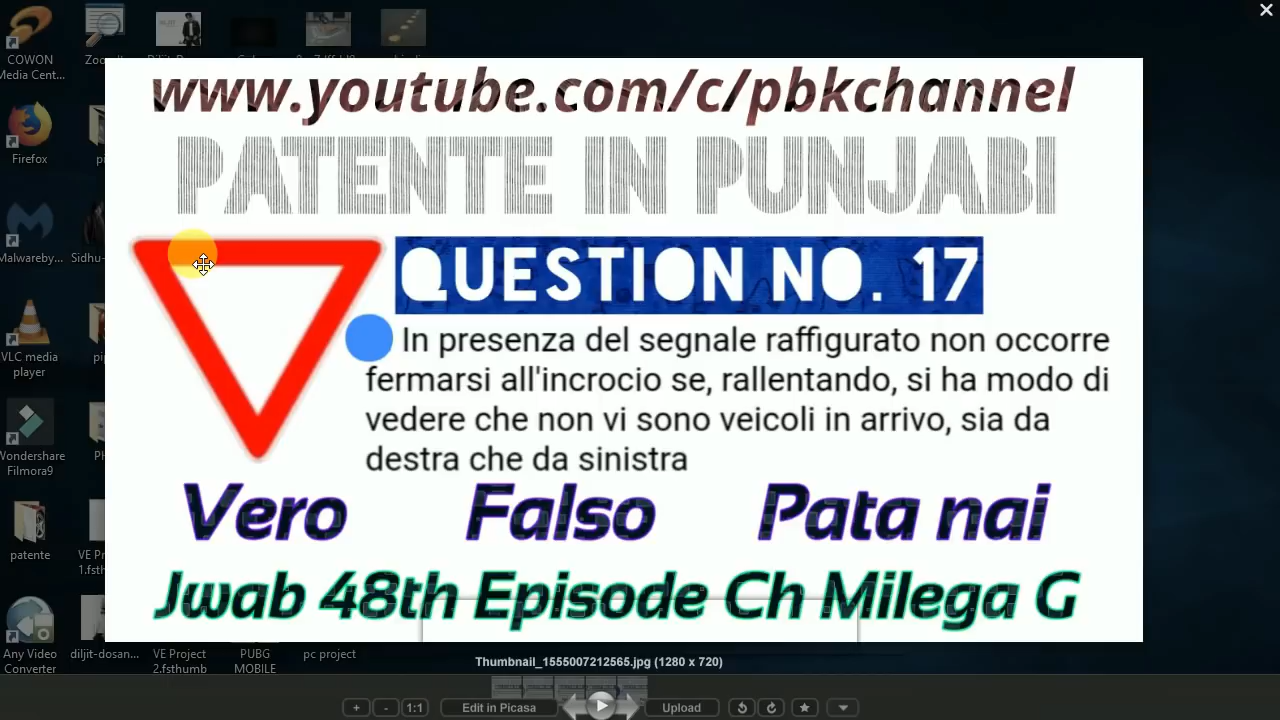 COWON
Media Cent...
Firefox
Malwareby...
Sidhu-
VLC media
player
Wondershare
Filmora9
patente
VE Pr
1.fsth
Any Video
Converter
diljit-dosan...
VE Project
2.fsthumb
PUBG
MOBILE
pc project
www.youtube.com/c/pbkchannel
PATENTE IN PUNJABI
QUESTION NO. 17
In presenza del segnale raffigurato non occorre
fermarsi all'incrocio se, rallentando, si ha modo di
vedere che non vi sono veicoli in arrivo, sia da
destra che da sinistra
Vero Falso Pata nai
Jwab 48th Episode Ch Milega G
Thumbnail_1555007212565.jpg (1280 x 720)
+ - 1:1 Edit in Picasa Upload